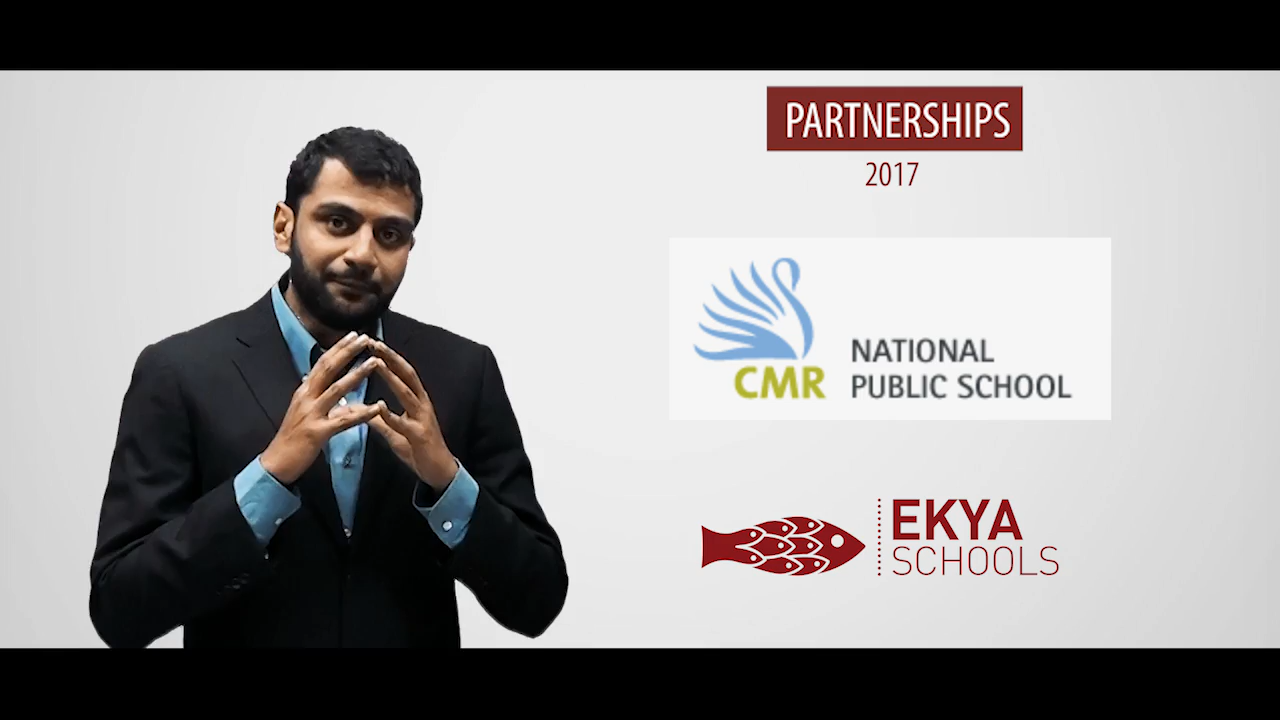 PARTNERSHIPS
2017
CMR
NATIONAL
PUBLIC SCHOOL
EKYA
SCHOOLS